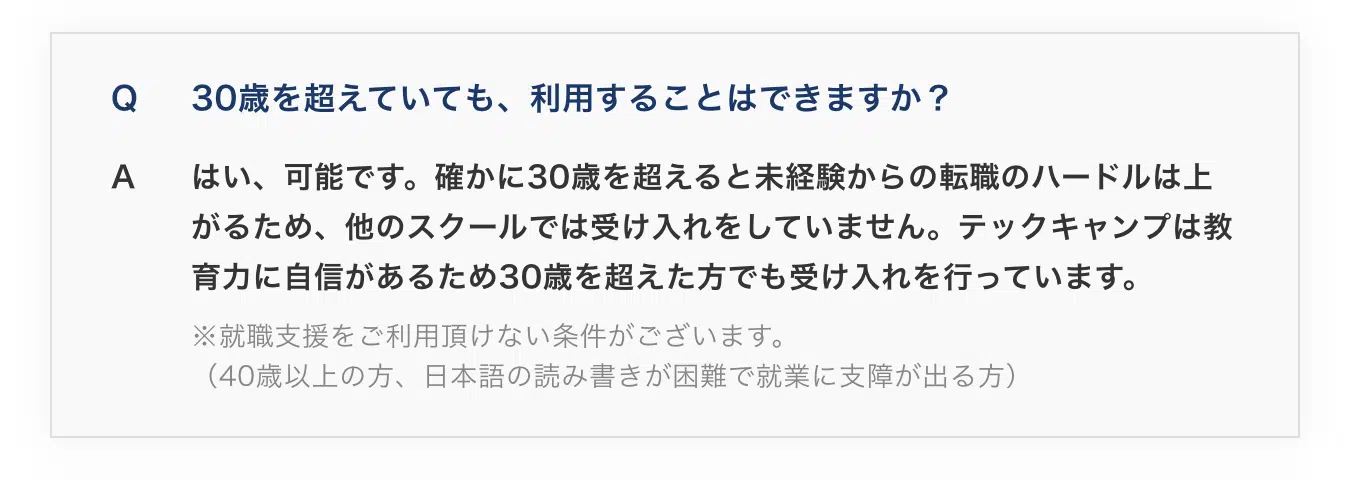 Q 30歳を超えていても、利用することはできますか？
A はい、可能です。確かに30歳を超えると未経験からの転職のハードルは上
がるため、他のスクールでは受け入れをしていません。テックキャンプは教
育力に自信があるため30歳を超えた方でも受け入れを行っています。
※就職支援をご利用頂けない条件がございます。
（40歳以上の方、日本語の読み書きが困難で就業に支障が出る方）